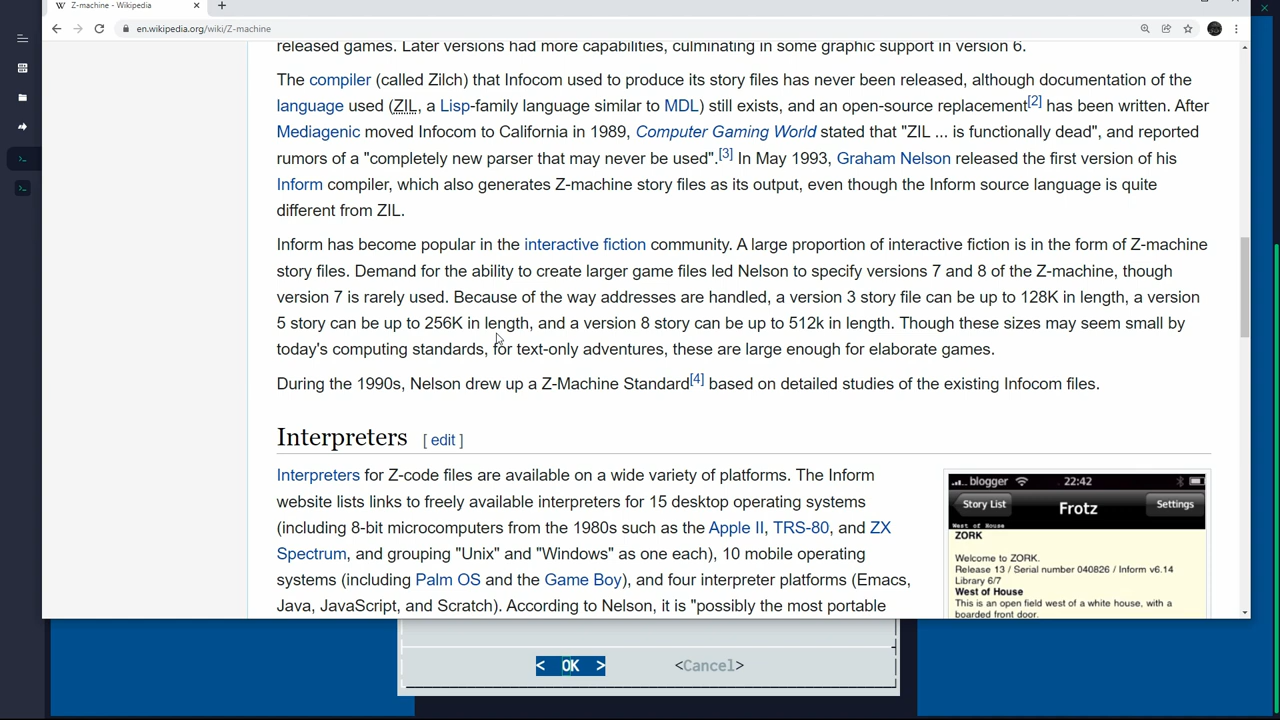 Z-machine - Wikipedia
en.wikipedia.org/wiki/Z-machine
released games. Later versions had more capabilities, culminating in some graphic support in version 6.
The compiler (called Zilch) that Infocom used to produce its story files has never been released, although documentation of the
language used (ZIL, a Lisp-family language similar to MDL) still exists, and an open-source replacement[2] has been written. After
Mediagenic moved Infocom to California in 1989, Computer Gaming World stated that "ZIL ... is functionally dead", and reported
rumors of a "completely new parser that may never be used".[3] In May 1993, Graham Nelson released the first version of his
Inform compiler, which also generates Z-machine story files as its output, even though the Inform source language is quite
different from ZIL.
Inform has become popular in the interactive fiction community. A large proportion of interactive fiction is in the form of Z-machine
story files. Demand for the ability to create larger game files led Nelson to specify versions 7 and 8 of the Z-machine, though
version 7 is rarely used. Because of the way addresses are handled, a version 3 story file can be up to 128K in length, a version
5 story can be up to 256K in length, and a version 8 story can be up to 512k in length. Though these sizes may seem small by
today's computing standards, for text-only adventures, these are large enough for elaborate games.
During the 1990s, Nelson drew up a Z-Machine Standard[4] based on detailed studies of the existing Infocom files.
Interpreters [ edit ]
Interpreters for Z-code files are available on a wide variety of platforms. The Inform
website lists links to freely available interpreters for 15 desktop operating systems
(including 8-bit microcomputers from the 1980s such as the Apple II, TRS-80, and ZX
Spectrum, and grouping "Unix" and "Windows" as one each), 10 mobile operating
systems (including Palm OS and the Game Boy), and four interpreter platforms (Emacs,
Java, JavaScript, and Scratch). According to Nelson, it is "possibly the most portable
blogger 22:42
Story List Frotz Settings
West of House
ZORK
Welcome to ZORK.
Release 13 / Serial number 040826 / Inform v6.14
Library 6/7
West of House
This is an open field west of a white house, with a
boarded front door.
< OK > <Cancel>